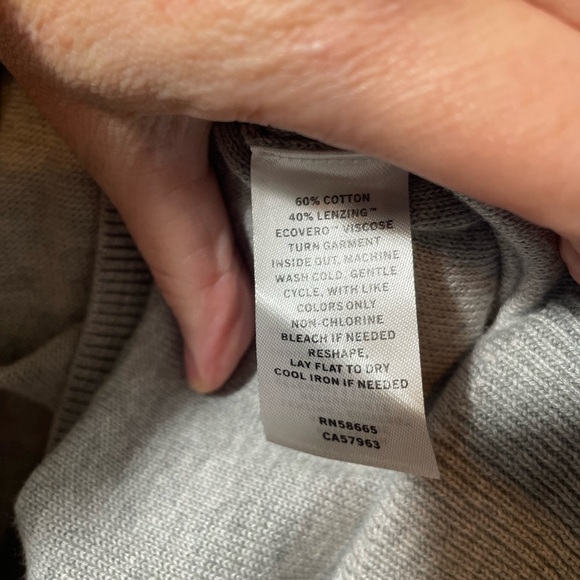 60% COTTON
40% LENZING™
ECOVERO™ VISCOSE
TURN GARMENT
INSIDE OUT, MACHINE
WASH COLD, GENTLE
CYCLE, WITH LIKE
COLORS ONLY
NON-CHLORINE
BLEACH IF NEEDED
RESHAPE,
LAY FLAT TO DRY
COOL IRON IF NEEDED
RN58665
CA57963